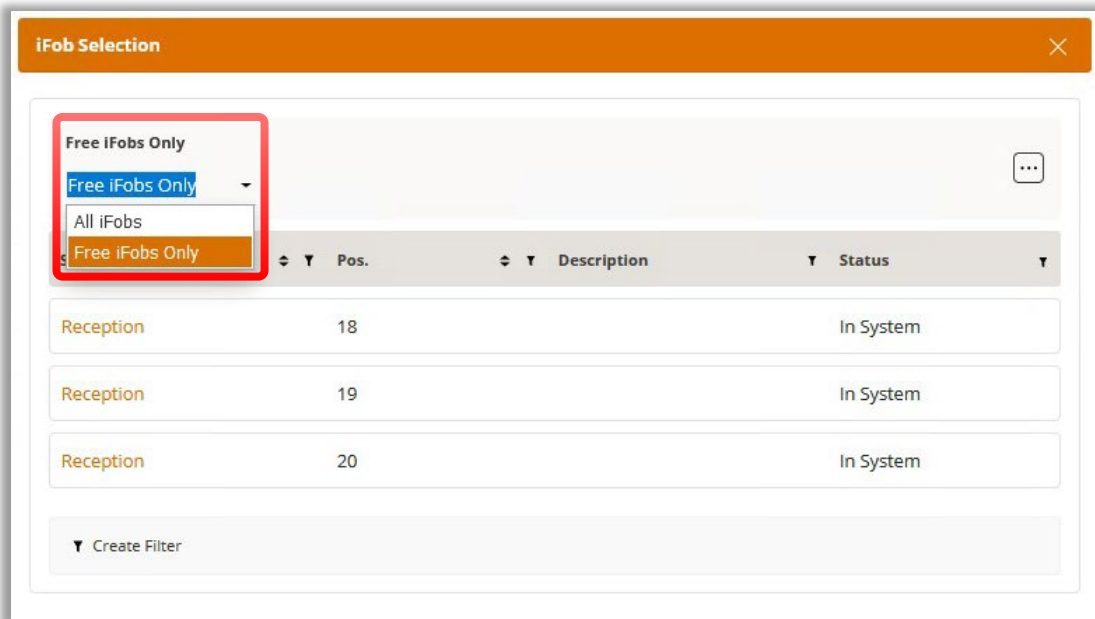 iFob Selection
Free iFobs Only
Free iFobs Only
All iFobs
Free iFobs Only
Pos. Description Status
Reception 18 In System
Reception 19 In System
Reception 20 In System
Create Filter